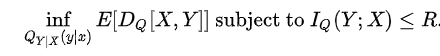 inf E[D_Q[X, Y]] subject to I_Q(Y; X) ≤ R.
Q_{Y|X}(y|x)